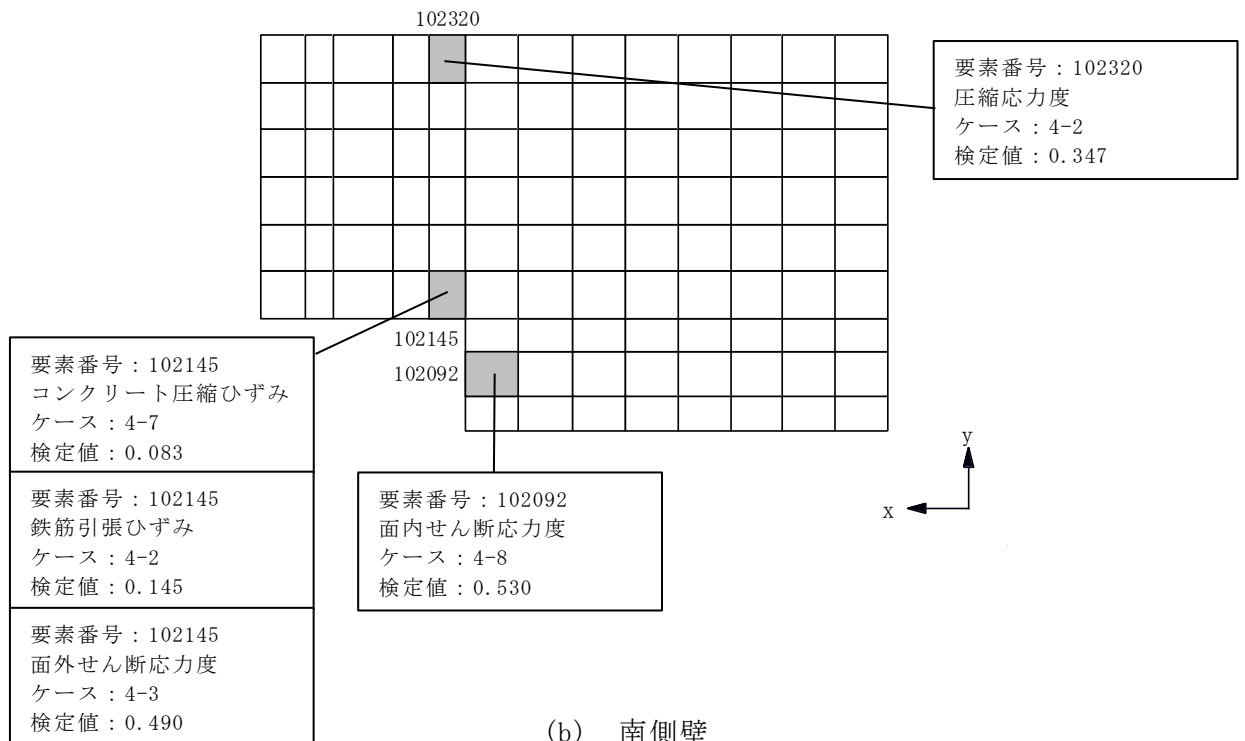 102320
要素番号：102320
圧縮応力度
ケース：4-2
検定値：0.347
102145
102092
要素番号：102145
コンクリート圧縮ひずみ
ケース：4-7
検定値：0.083
要素番号：102145
鉄筋引張ひずみ
ケース：4-2
検定値：0.145
要素番号：102145
面外せん断応力度
ケース：4-3
検定値：0.490
要素番号：102092
面内せん断応力度
ケース：4-8
検定値：0.530
y
x
(b) 南側壁